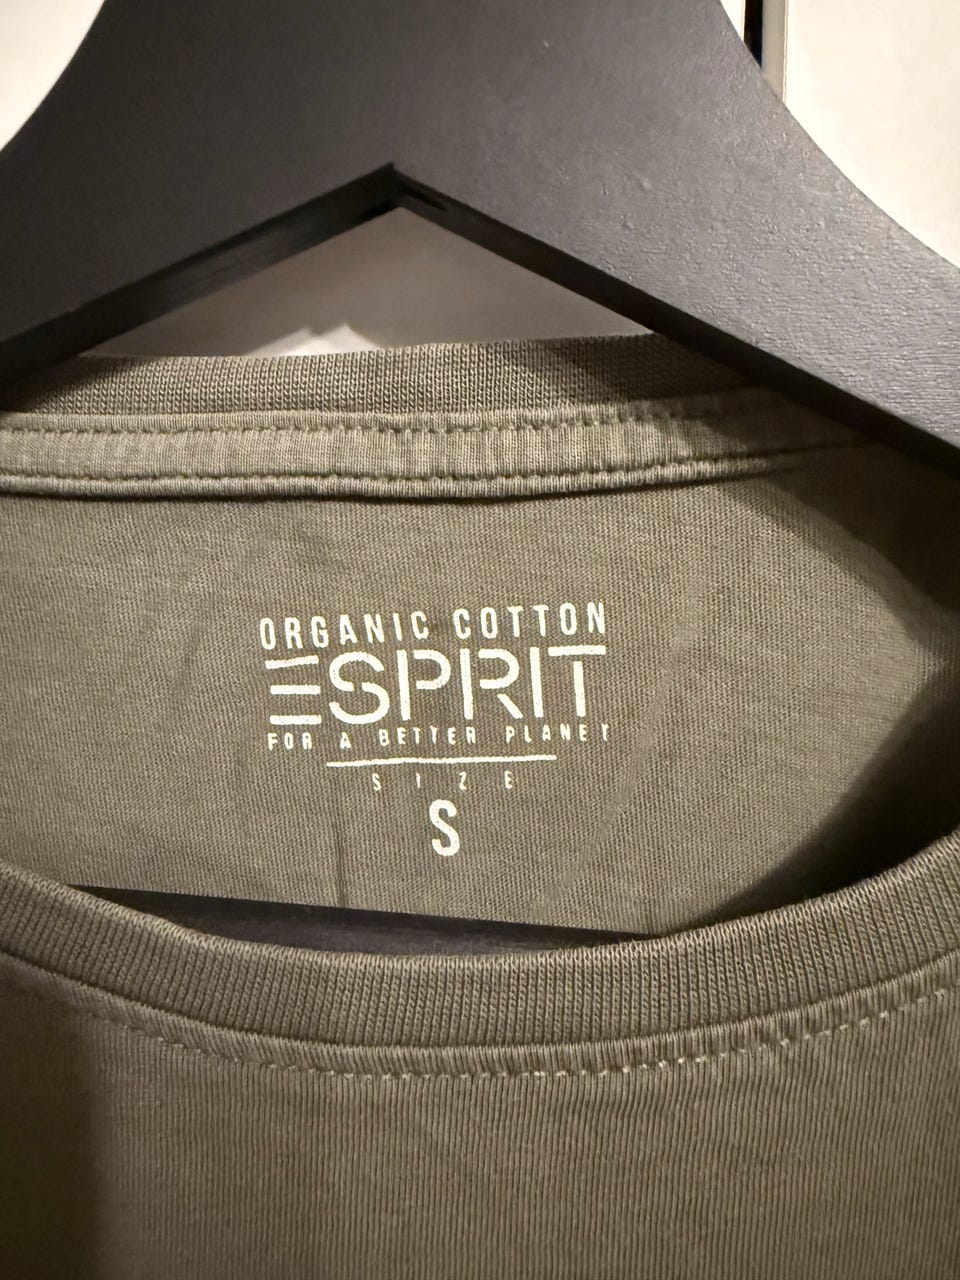 ORGANIC COTTON
ESPRIT
FOR A BETTER PLANET
SIZE
S